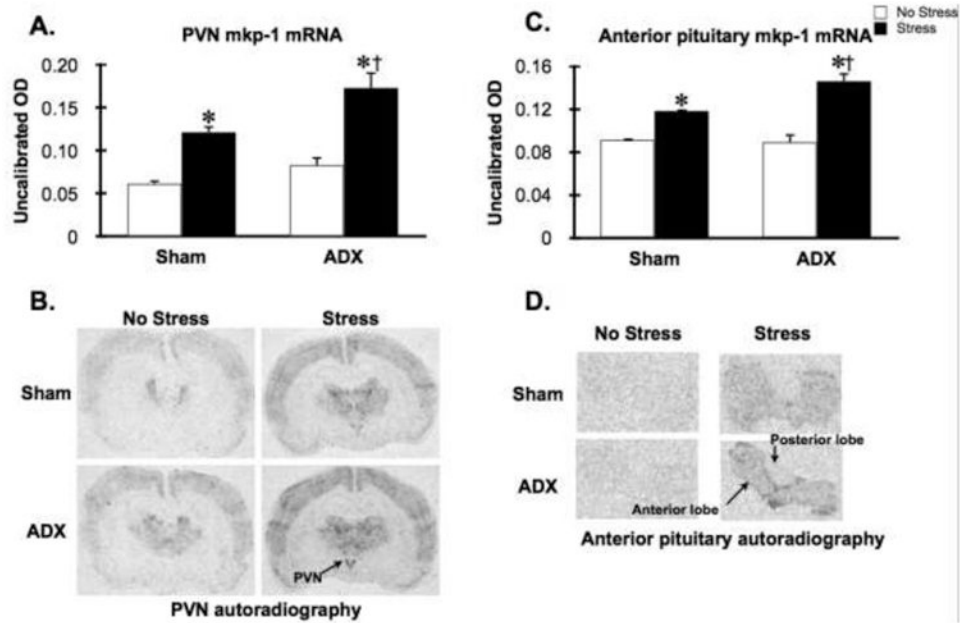 A.
PVN mkp-1 mRNA
Uncalibrated OD
0.20
0.15
0.10
0.05
0
*
*†
Sham ADX
C.
No Stress
Stress
Anterior pituitary mkp-1 mRNA
Uncalibrated OD
0.16
0.12
0.08
0.04
0
*
*†
Sham ADX
B.
No Stress Stress
Sham
ADX
PVN
PVN autoradiography
D.
No Stress Stress
Sham
Posterior lobe
ADX
Anterior lobe
Anterior pituitary autoradiography